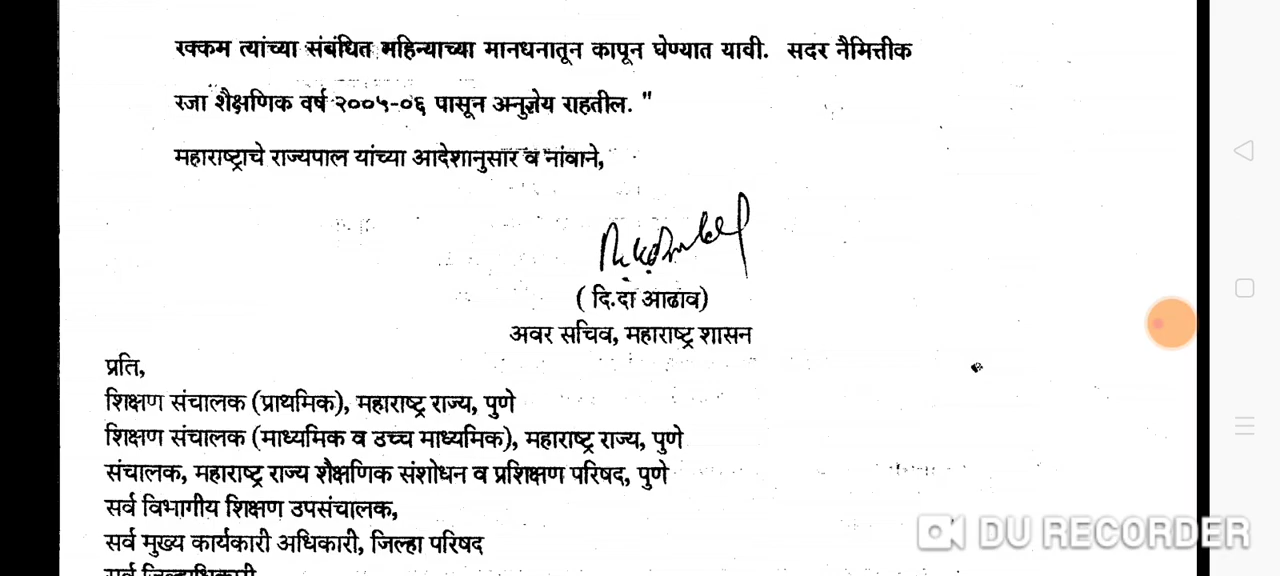 रक्कम त्यांच्या संबंधित महिन्याच्या मानधनातून कापून घेण्यात यावी. सदर नैमित्तीक
रजा शैक्षणिक वर्ष २००५-०६ पासून अनुज्ञेय राहतील. "
महाराष्ट्राचे राज्यपाल यांच्या आदेशानुसार व नांवाने,
( दि.दा आढाव)
अवर सचिव, महाराष्ट्र शासन
प्रति,
शिक्षण संचालक (प्राथमिक), महाराष्ट्र राज्य, पुणे
शिक्षण संचालक (माध्यमिक व उच्च माध्यमिक), महाराष्ट्र राज्य, पुणे
संचालक, महाराष्ट्र राज्य शैक्षणिक संशोधन व प्रशिक्षण परिषद, पुणे
सर्व विभागीय शिक्षण उपसंचालक,
सर्व मुख्य कार्यकारी अधिकारी, जिल्हा परिषद
सर्व जिल्हाधिकारी
DU RECORDER